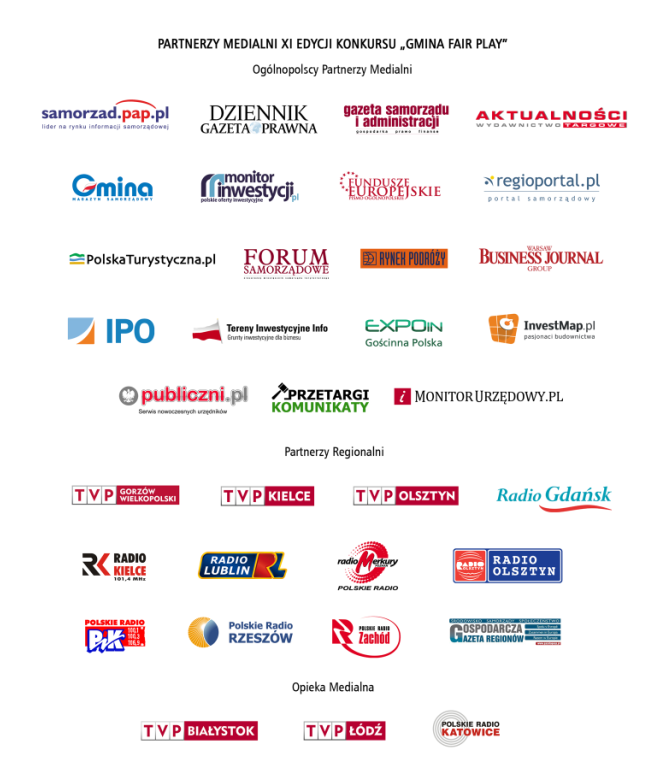 PARTNERZY MEDIALNI XI EDYCJI KONKURSU „GMINA FAIR PLAY"
Ogólnopolscy Partnerzy Medialni
samorzad.pap.pl
lider na rynku informacji samorządowej
DZIENNIK
GAZETA PRAWNA
gazeta samorządu
i administracji
gospodarka prawo finanse
AKTUALNOŚCI
WYDAWNICTWO TARGOWE
Gmina
MAGAZYN SAMORZĄDOWY
monitor
inwestycji.pl
polskie oferty inwestycyjne
FUNDUSZE
EUROPEJSKIE
PISMO OGÓLNOPOLSKIE
regioportal.pl
portal samorządowy
PolskaTurystyczna.pl
FORUM
SAMORZĄDOWE
RYNEK PODRÓŻY
WARSAW
BUSINESS JOURNAL
GROUP
IPO
Tereny Inwestycyjne Info
Grunty inwestycyjne dla biznesu
EXPOIN
Gościnna Polska
InvestMap.pl
pasjonaci budownictwa
publiczni.pl
Serwis nowoczesnych urzędników
PRZETARGI
KOMUNIKATY
i MONITOR URZĘDOWY.PL
Partnerzy Regionalni
TVP GORZÓW
WIELKOPOLSKI
TVP KIELCE
TVP OLSZTYN
Radio Gdańsk
RK RADIO
KIELCE
101,4 MHz
RADIO
LUBLIN RL
radio Merkury
POLSKIE RADIO
RADIO
OLSZTYN
RADIO
OLSZTYN
POLSKIE RADIO
PiK
Polskie Radio
RZESZÓW
POLSKIE RADIO
Zachód
GOSPODARCZA
GAZETA REGIONÓW
Opieka Medialna
TVP BIAŁYSTOK
TVP ŁÓDŹ
POLSKIE RADIO
KATOWICE